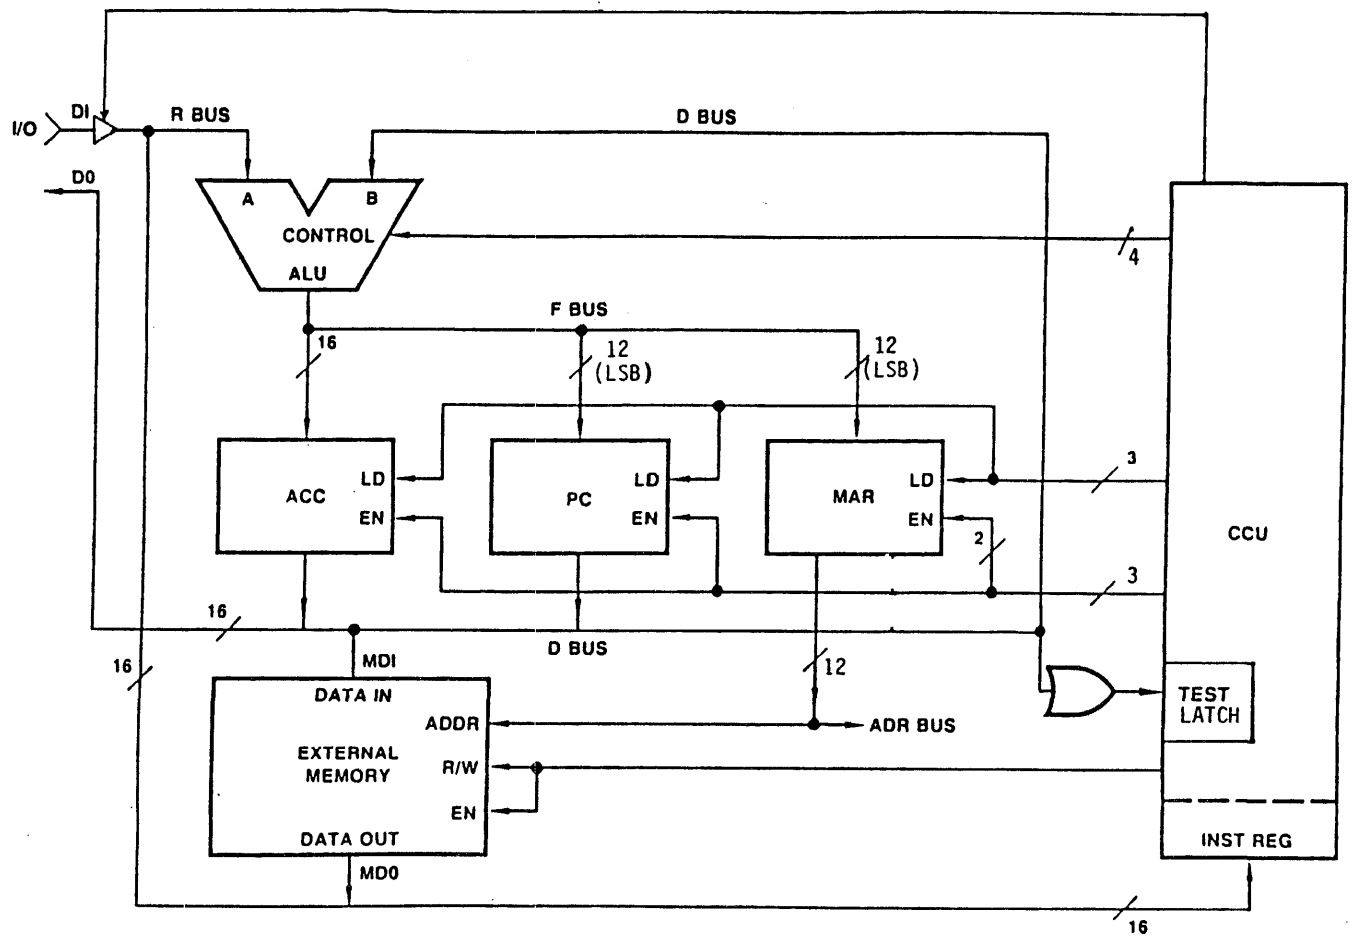 DI
R BUS
D BUS
I/O
D0
A
B
CONTROL
4
ALU
F BUS
16
12
(LSB)
12
(LSB)
3
LD
LD
LD
ACC
PC
MAR
EN
EN
EN
2
CCU
3
16
D BUS
16
MDI
12
DATA IN
TEST
LATCH
ADDR
ADR BUS
EXTERNAL
MEMORY
R/W
EN
DATA OUT
INST REG
MD0
16